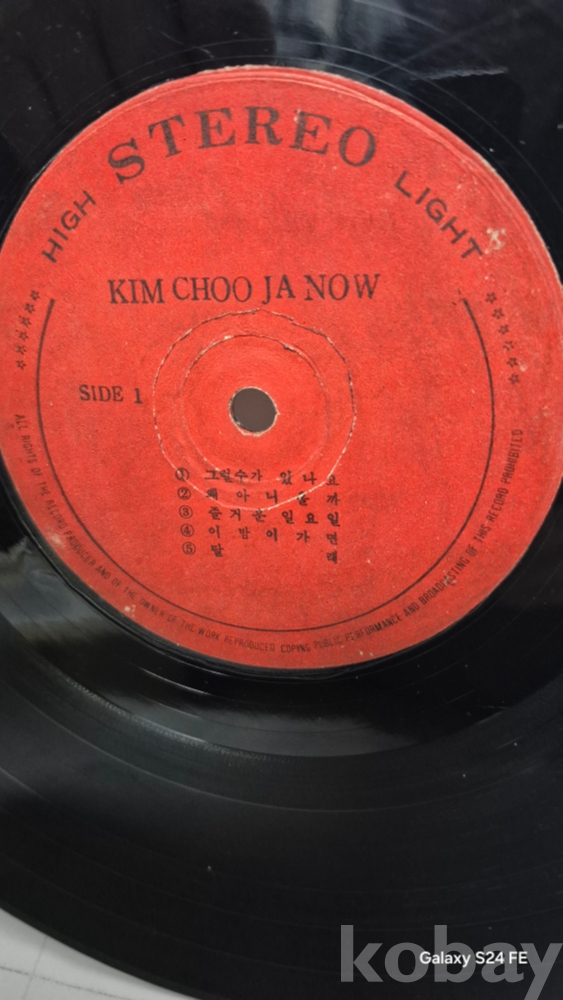 STEREO
HIGH LIGHT
KIM CHOO JA NOW
SIDE 1
① 그럴수가 있나요
② 왜 아 니 올 까
③ 즐거운 일요일
④ 이 밤 이 가 면
⑤ 말 래
ALL RIGHTS OF THE RECORD PRODUCER AND OF THE OWNER OF THE WORK REPRODUCED COPYNG PUBLIC PERFORMANCE AND BROADCASTING OF THIS RECORD PROHIBITED
kobay
Galaxy S24 FE